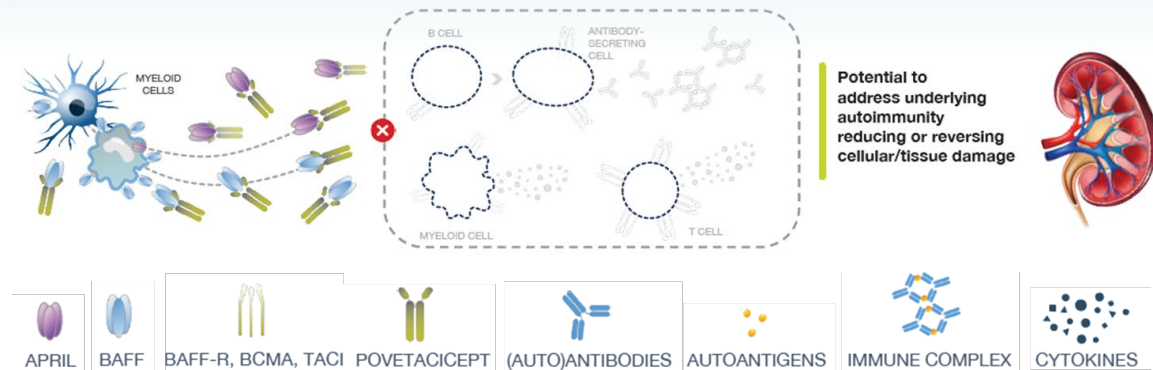 MYELOID
CELLS
B CELL
ANTIBODY-
SECRETING
CELL
MYELOID CELL
T CELL
Potential to
address underlying
autoimmunity
reducing or reversing
cellular/tissue damage
APRIL
BAFF
BAFF-R, BCMA, TACI
POVETACICEPT
(AUTO)ANTIBODIES
AUTOANTIGENS
IMMUNE COMPLEX
CYTOKINES